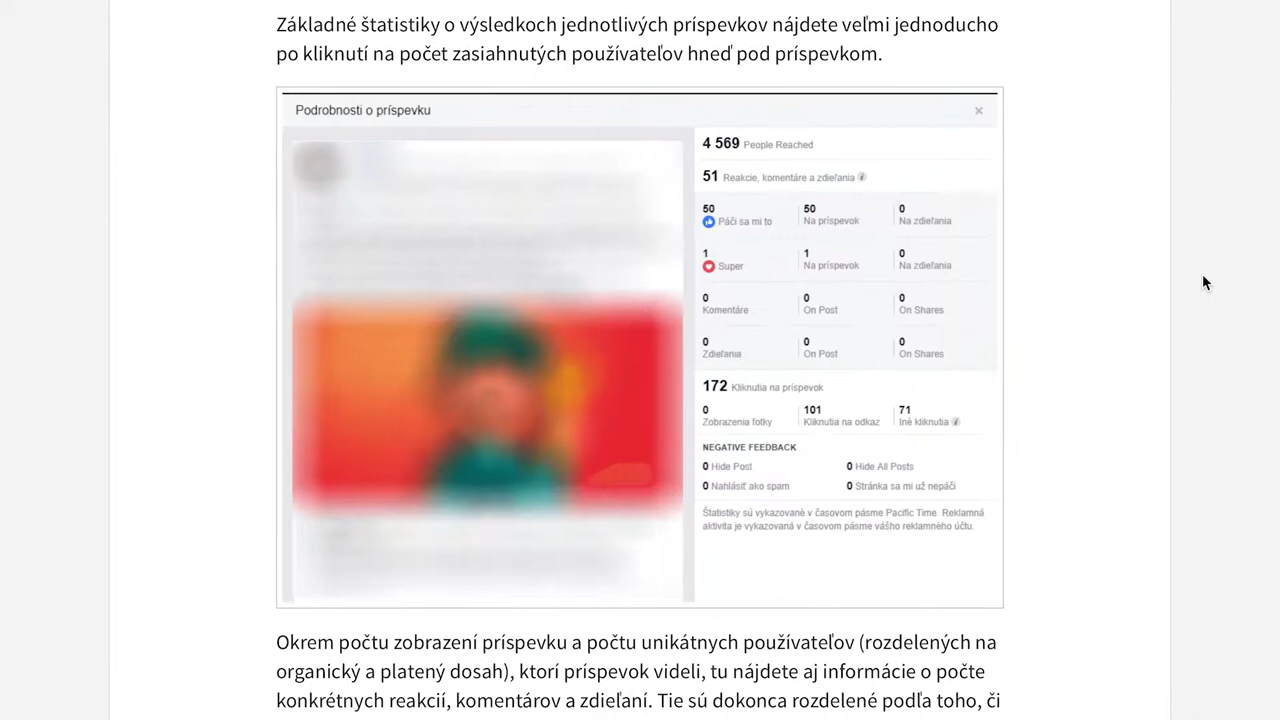 Základné štatistiky o výsledkoch jednotlivých príspevkov nájdete veľmi jednoducho
po kliknutí na počet zasiahnutých používateľov hneď pod príspevkom.
Podrobnosti o príspevku
4 569 People Reached
51 Reakcie, komentáre a zdieľania
50 50 0
Páči sa mi to Na príspevok Na zdieľania
1 1 0
Super Na príspevok Na zdieľania
0 0 0
Komentáre On Post On Shares
0 0 0
Zdieľania On Post On Shares
172 Kliknutia na príspevok
0 101 71
Zobrazenia fotky Kliknutia na odkaz Iné kliknutia
NEGATIVE FEEDBACK
0 Hide Post 0 Hide All Posts
0 Nahlásiť ako spam 0 Stránka sa mi už nepáči
Štatistiky sú vykazované v časovom pásme Pacific Time. Reklamná
aktivita je vykazovaná v časovom pásme vášho reklamného účtu.
Okrem počtu zobrazení príspevku a počtu unikátnych používateľov (rozdelených na
organický a platený dosah), ktorí príspevok videli, tu nájdete aj informácie o počte
konkrétnych reakcií, komentárov a zdieľaní. Tie sú dokonca rozdelené podľa toho, či